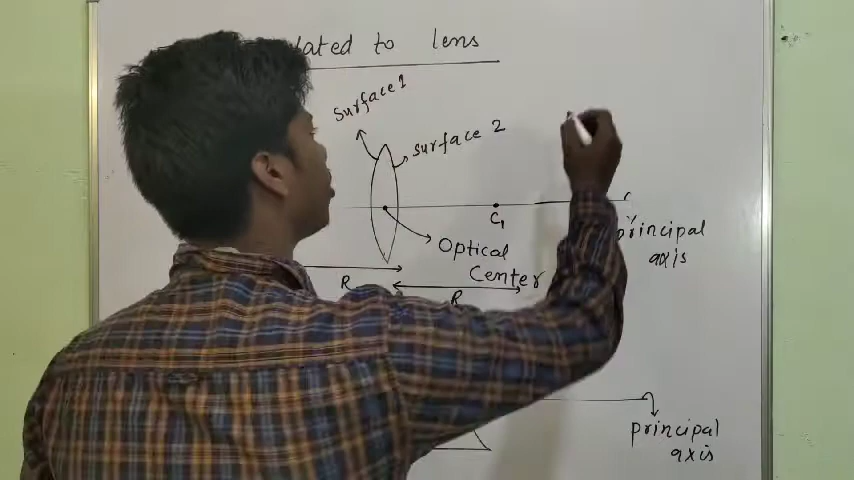 lated to lens
Surface 1
Surface 2
C1
principal
axis
Optical
Center
R
R
principal
axis